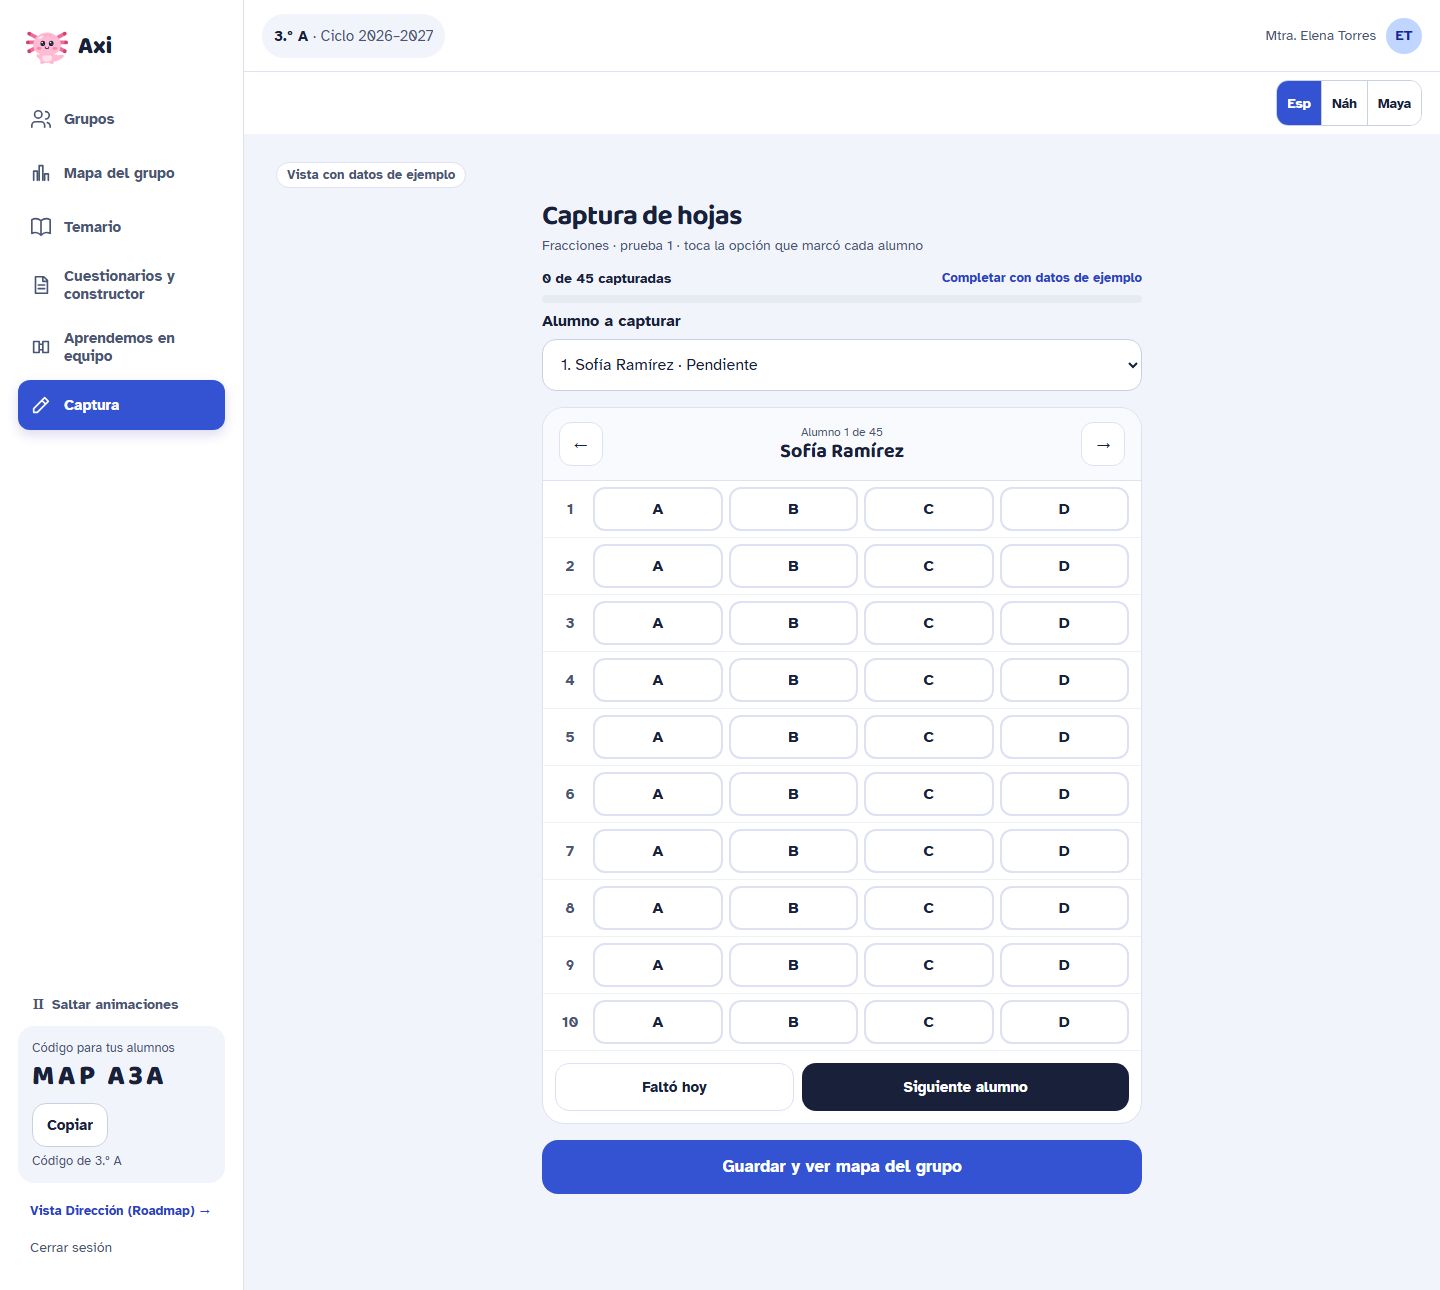 Axi
Grupos
Mapa del grupo
Temario
Cuestionarios y
constructor
Aprendemos en
equipo
Captura
Saltar animaciones
Código para tus alumnos
MAP A3A
Copiar
Código de 3.° A
Vista Dirección (Roadmap) →
Cerrar sesión
3.° A · Ciclo 2026–2027
Mtra. Elena Torres ET
Esp Náh Maya
Vista con datos de ejemplo
Captura de hojas
Fracciones · prueba 1 · toca la opción que marcó cada alumno
0 de 45 capturadas Completar con datos de ejemplo
Alumno a capturar
1. Sofía Ramírez · Pendiente
Alumno 1 de 45
← Sofía Ramírez →
1 A B C D
2 A B C D
3 A B C D
4 A B C D
5 A B C D
6 A B C D
7 A B C D
8 A B C D
9 A B C D
10 A B C D
Faltó hoy Siguiente alumno
Guardar y ver mapa del grupo